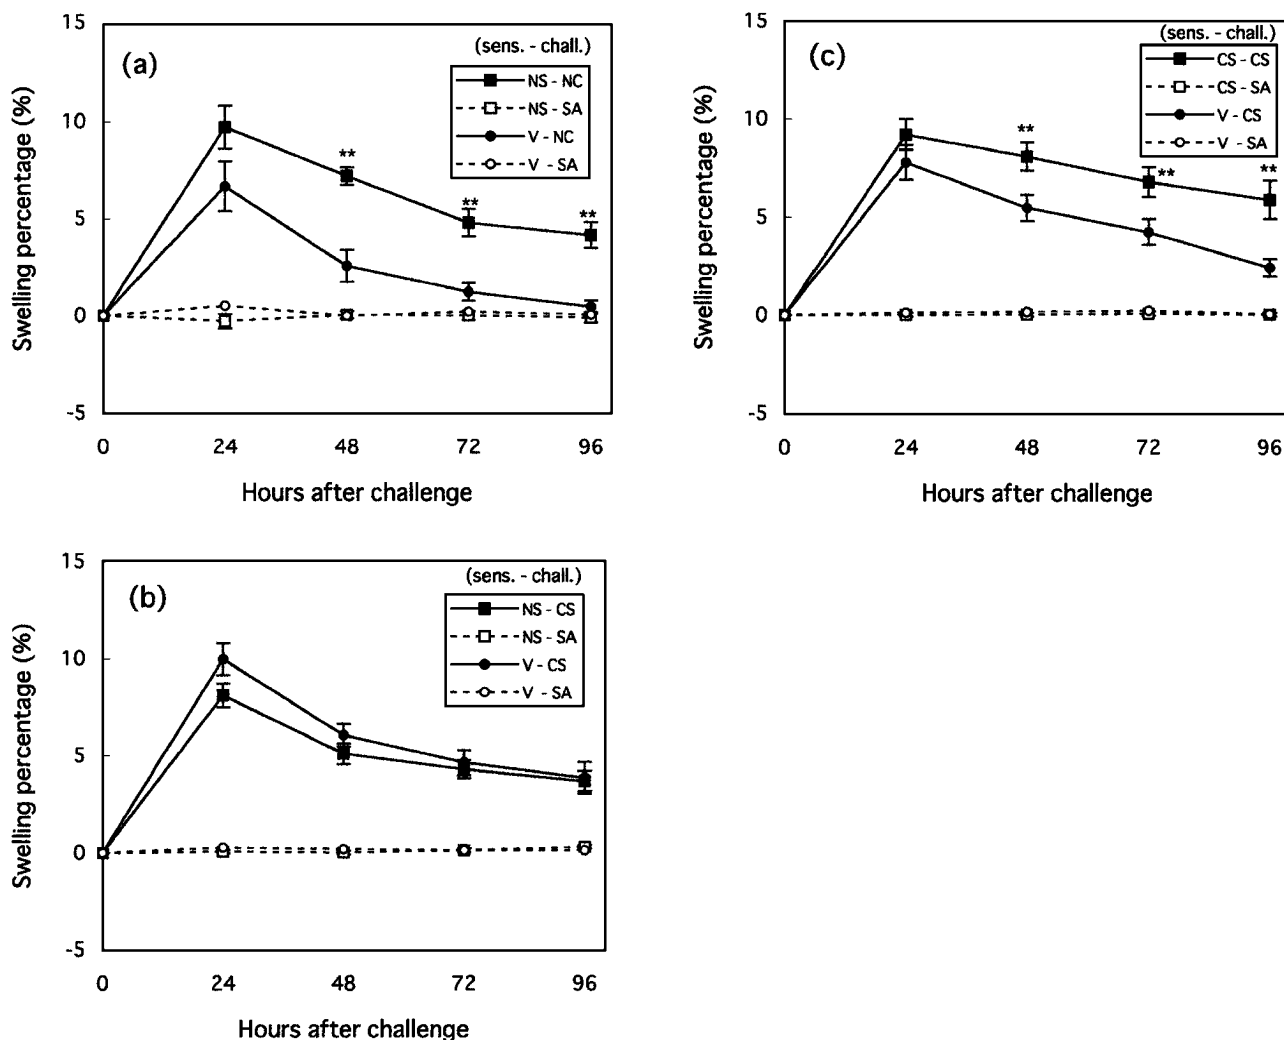 (a)
(sens. - chall.)
NS - NC
NS - SA
V - NC
V - SA
Swelling percentage (%)
15
10
5
0
-5
**
**
**
0 24 48 72 96
Hours after challenge
(c)
(sens. - chall.)
CS - CS
CS - SA
V - CS
V - SA
Swelling percentage (%)
15
10
5
0
-5
**
**
**
0 24 48 72 96
Hours after challenge
(b)
(sens. - chall.)
NS - CS
NS - SA
V - CS
V - SA
Swelling percentage (%)
15
10
5
0
-5
0 24 48 72 96
Hours after challenge